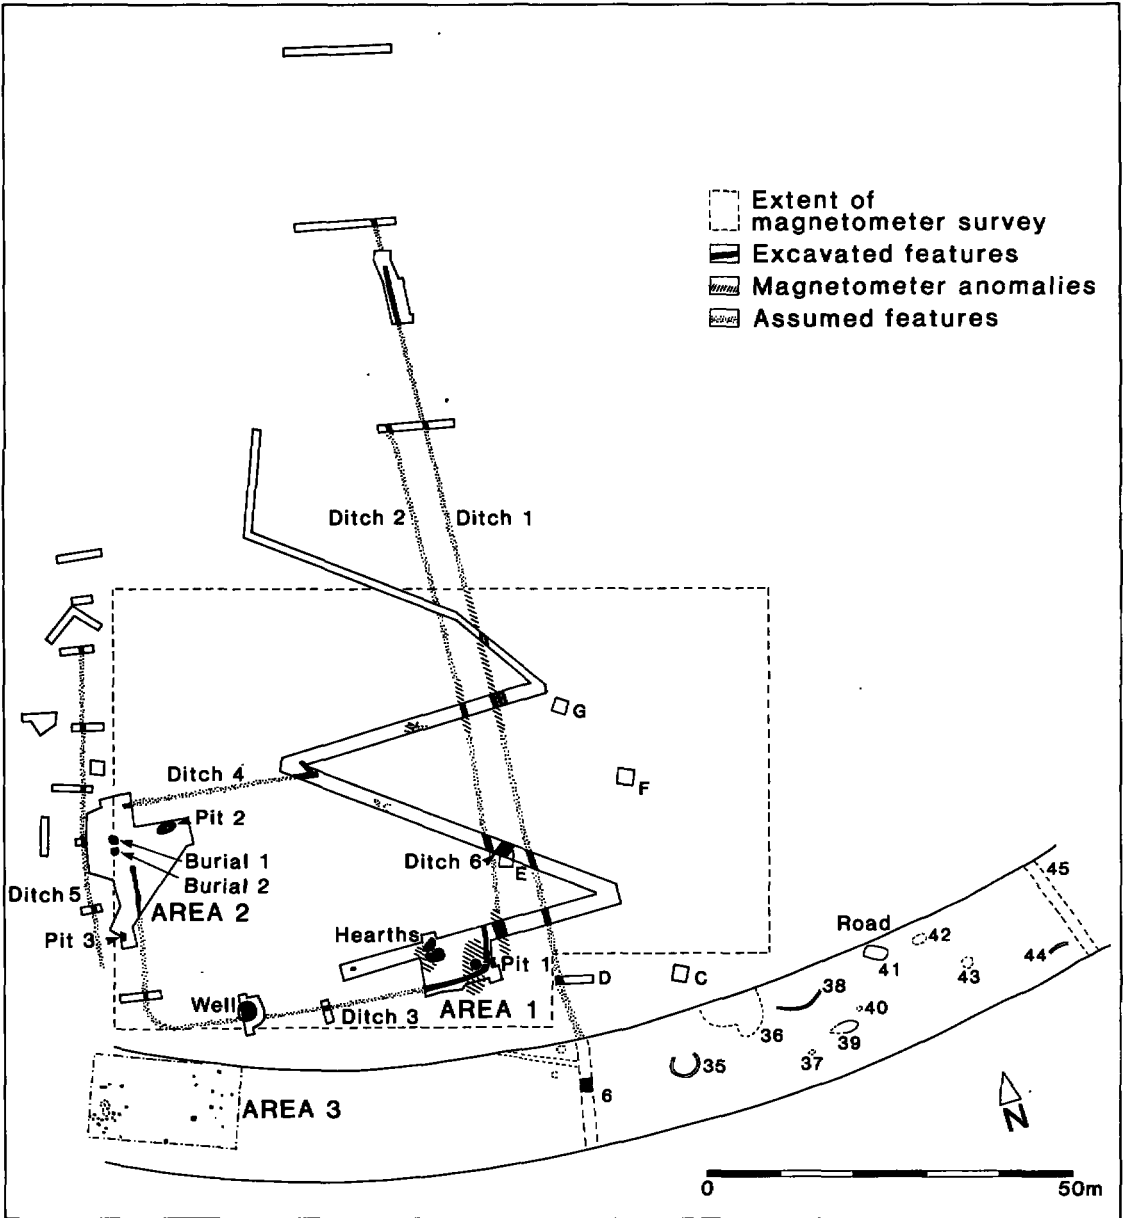 Extent of
magnetometer survey
Excavated features
Magnetometer anomalies
Assumed features
Ditch 2
Ditch 1
G
F
Ditch 4
Pit 2
Burial 1
Burial 2
Ditch 6
E
Ditch 5
AREA 2
Pit 3
Hearths
Pit 1
Road
45
42
41
43
44
D
C
Well
AREA 1
Ditch 3
38
40
36
39
37
35
6
AREA 3
N
0
50m